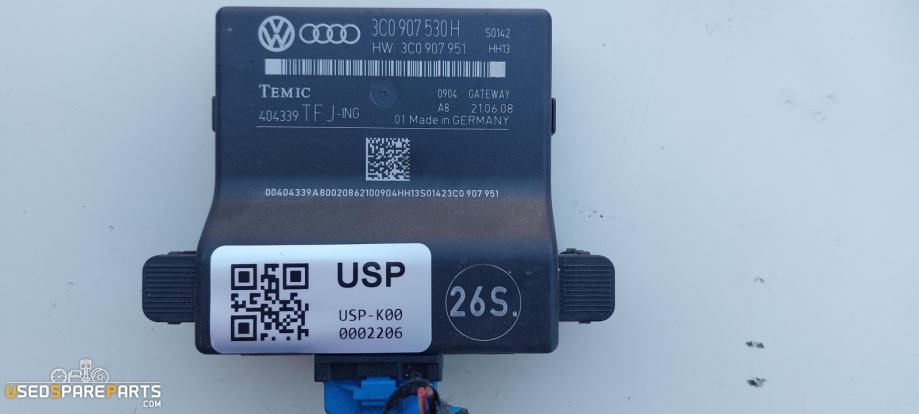 3C0 907 530 H S0142
HW: 3C0 907 951 HH13
TEMIC 0904 GATEWAY
A8 21.06.08
404339 TFJ-ING 01 Made in GERMANY
00404339A80020862100904HH13S01423C0 907 951
USP
USP-K00
0002206
26S.
USEDSPAREPARTS
.COM